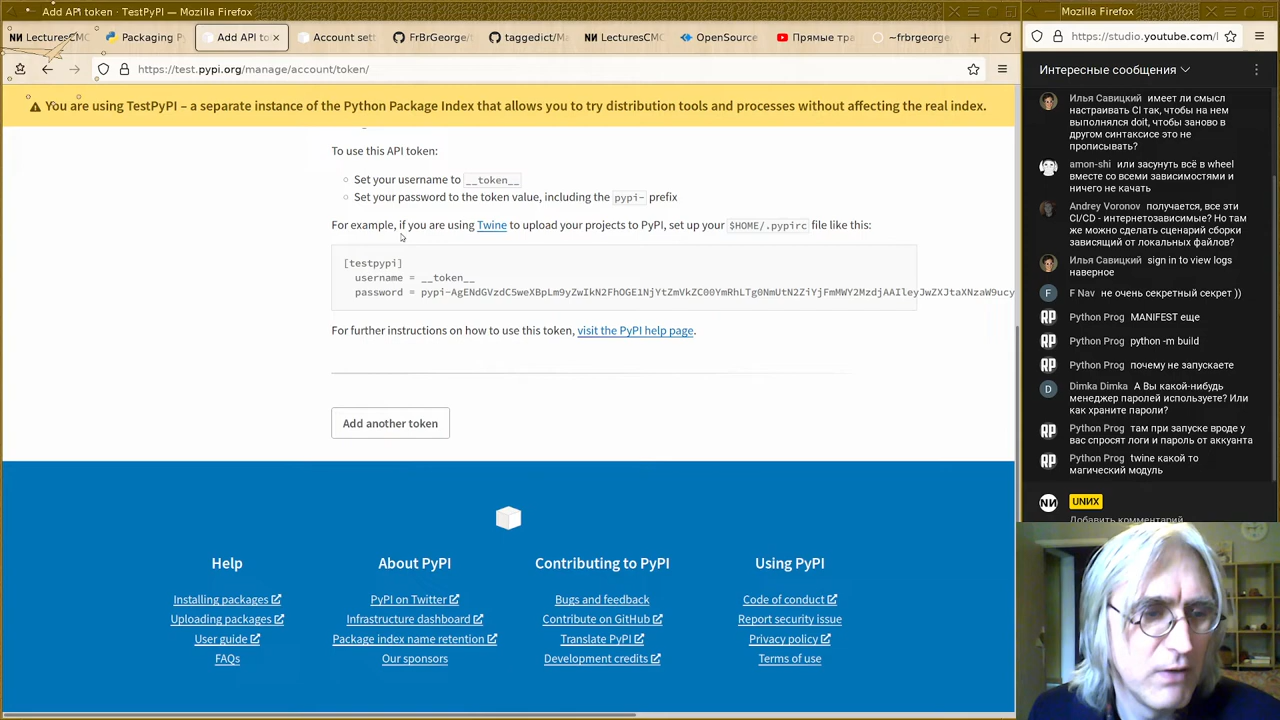 Add API token · TestPyPI — Mozilla Firefox
Mozilla Firefox
LecturesCMC
Packaging Py
Add API to
Account sett
FrBrGeorge/
taggedict/Ma
LecturesCMC
OpenSource
Прямые тра
~frbrgeorge
https://test.pypi.org/manage/account/token/
https://studio.youtube.com/l
You are using TestPyPI – a separate instance of the Python Package Index that allows you to try distribution tools and processes without affecting the real index.
To use this API token:
Set your username to __token__
Set your password to the token value, including the pypi- prefix
For example, if you are using Twine to upload your projects to PyPI, set up your $HOME/.pypirc file like this:
[testpypi]
username = __token__
password = pypi-AgENdGVzdC5weXBpLm9yZwIkN2FhOGE1NjYtZmVkZC00YmRhLTg0NmUtN2ZiYjFmMWY2MzdjAAIleyJwZXJtaXNzaW9ucy
For further instructions on how to use this token, visit the PyPI help page.
Add another token
Help
Installing packages
Uploading packages
User guide
FAQs
About PyPI
PyPI on Twitter
Infrastructure dashboard
Package index name retention
Our sponsors
Contributing to PyPI
Bugs and feedback
Contribute on GitHub
Translate PyPI
Development credits
Using PyPI
Code of conduct
Report security issue
Privacy policy
Terms of use
Интересные сообщения
Илья Савицкий имеет ли смысл
настраивать CI так, чтобы на нем
выполнялся doit, чтобы заново в
другом синтаксисе это не
прописывать?
amon-shi или засунуть всё в wheel
вместе со всеми зависимостями и
ничего не качать
Andrey Voronov получается, все эти
CI/CD - интернетозависимые? Но там
же можно сделать сценарий сборки
зависящий от локальных файлов?
Илья Савицкий sign in to view logs
наверное
F
F Nav не очень секретный секрет ))
Python Prog MANIFEST еще
Python Prog python -m build
Python Prog почему не запускаете
D
Dimka Dimka А Вы какой-нибудь
менеджер паролей используете? Или
как храните пароли?
Python Prog там при запуске вроде у
вас спросят логи и пароль от аккуанта
Python Prog twine какой то
магический модуль
UNИX
Добавить комментарий